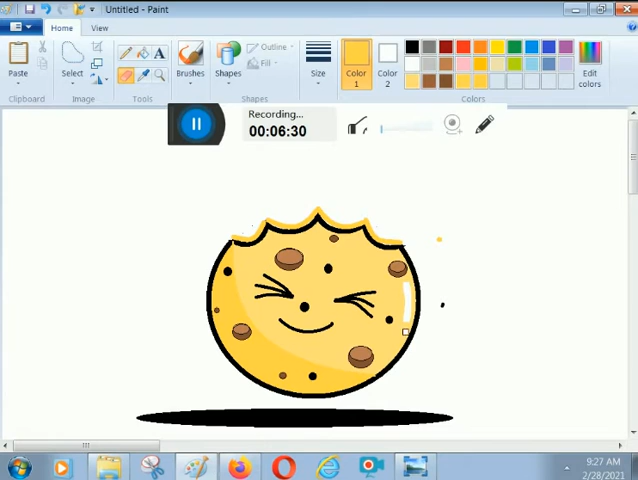 Untitled - Paint
Home
View
Paste
Select
Brushes
Shapes
Outline
Fill
Size
Color
1
Color
2
Edit
colors
Clipboard
Image
Tools
Shapes
Colors
Recording...
00:06:30
9:27 AM
2/28/2021